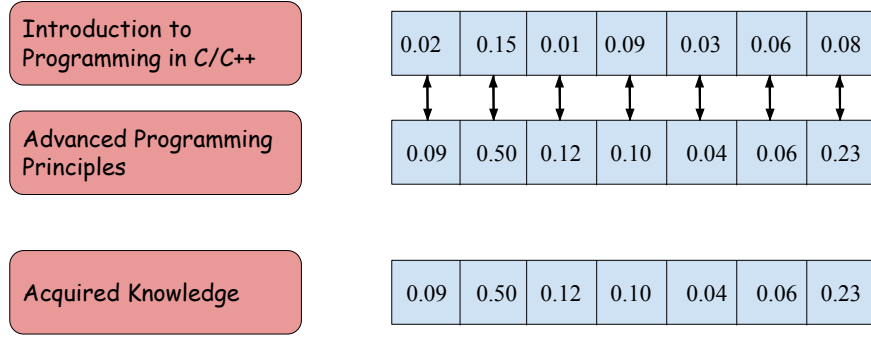 Introduction to
Programming in C/C++
0.02 0.15 0.01 0.09 0.03 0.06 0.08
Advanced Programming
Principles
0.09 0.50 0.12 0.10 0.04 0.06 0.23
Acquired Knowledge
0.09 0.50 0.12 0.10 0.04 0.06 0.23